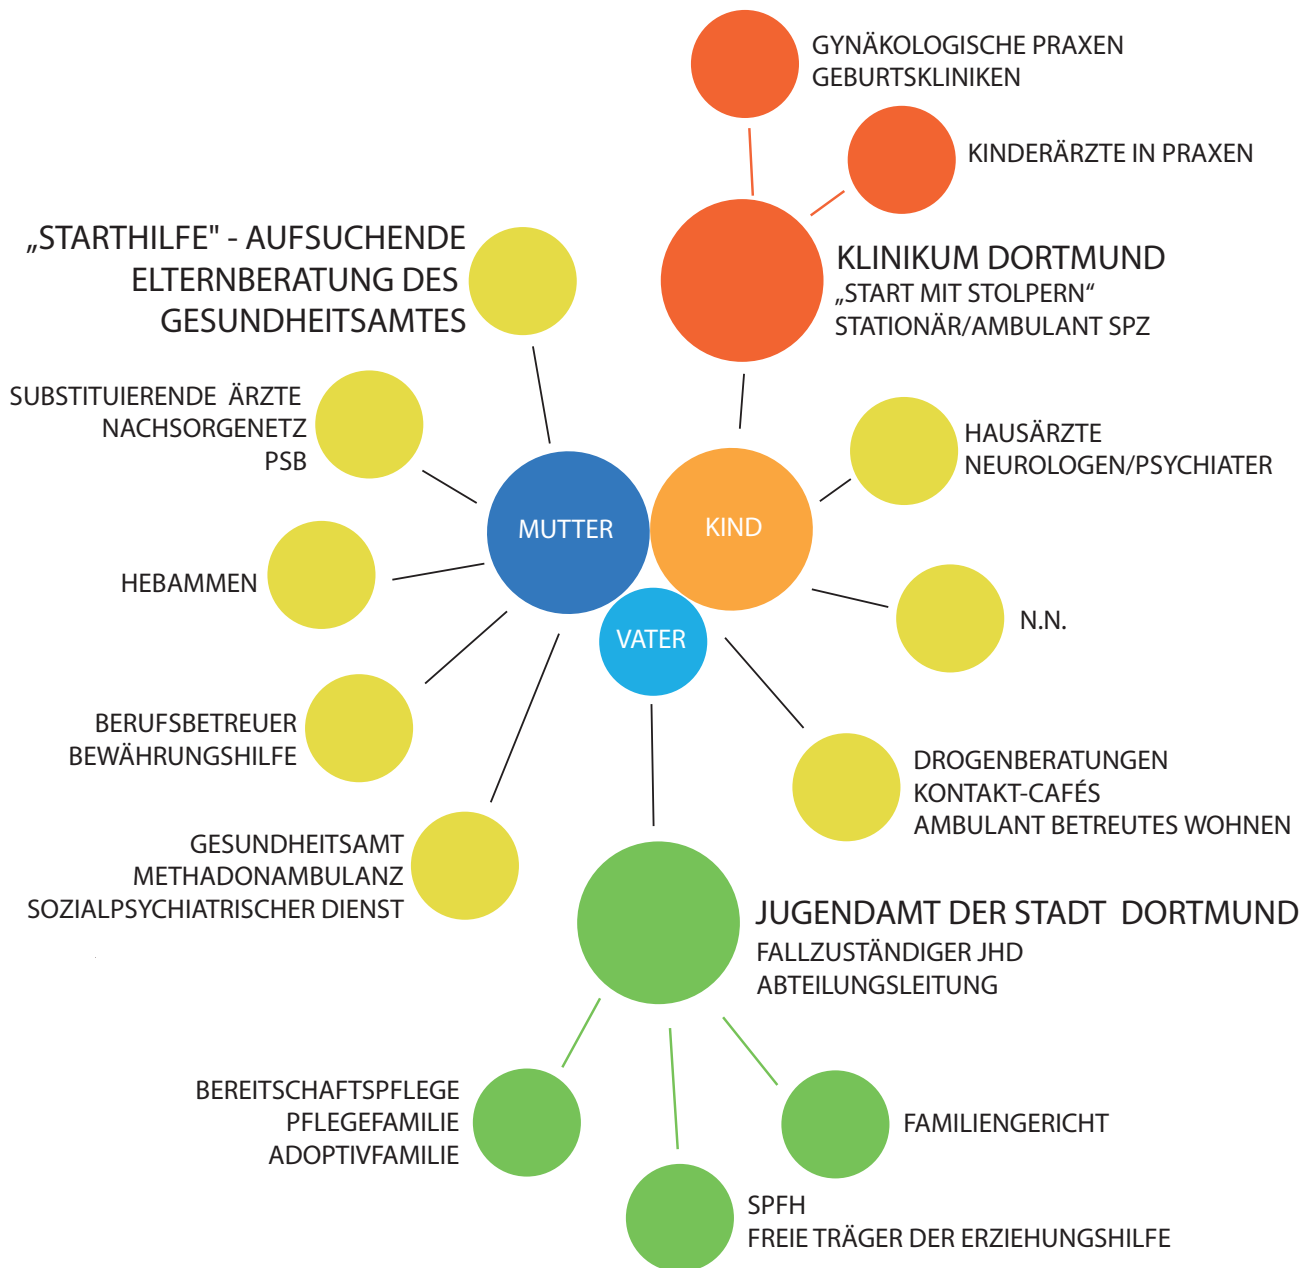 GYNÄKOLOGISCHE PRAXEN
GEBURTSKLINIKEN
KINDERÄRZTE IN PRAXEN
„STARTHILFE" - AUFSUCHENDE
ELTERNBERATUNG DES
GESUNDHEITSAMTES
KLINIKUM DORTMUND
„START MIT STOLPERN“
STATIONÄR/AMBULANT SPZ
SUBSTITUIERENDE ÄRZTE
NACHSORGENETZ
PSB
HAUSÄRZTE
NEUROLOGEN/PSYCHIATER
MUTTER
KIND
HEBAMMEN
N.N.
VATER
BERUFSBETREUER
BEWÄHRUNGSHILFE
DROGENBERATUNGEN
KONTAKT-CAFÉS
AMBULANT BETREUTES WOHNEN
GESUNDHEITSAMT
METHADONAMBULANZ
SOZIALPSYCHIATRISCHER DIENST
JUGENDAMT DER STADT DORTMUND
FALLZUSTÄNDIGER JHD
ABTEILUNGSLEITUNG
BEREITSCHAFTSPFLEGE
PFLEGEFAMILIE
ADOPTIVFAMILIE
FAMILIENGERICHT
SPFH
FREIE TRÄGER DER ERZIEHUNGSHILFE